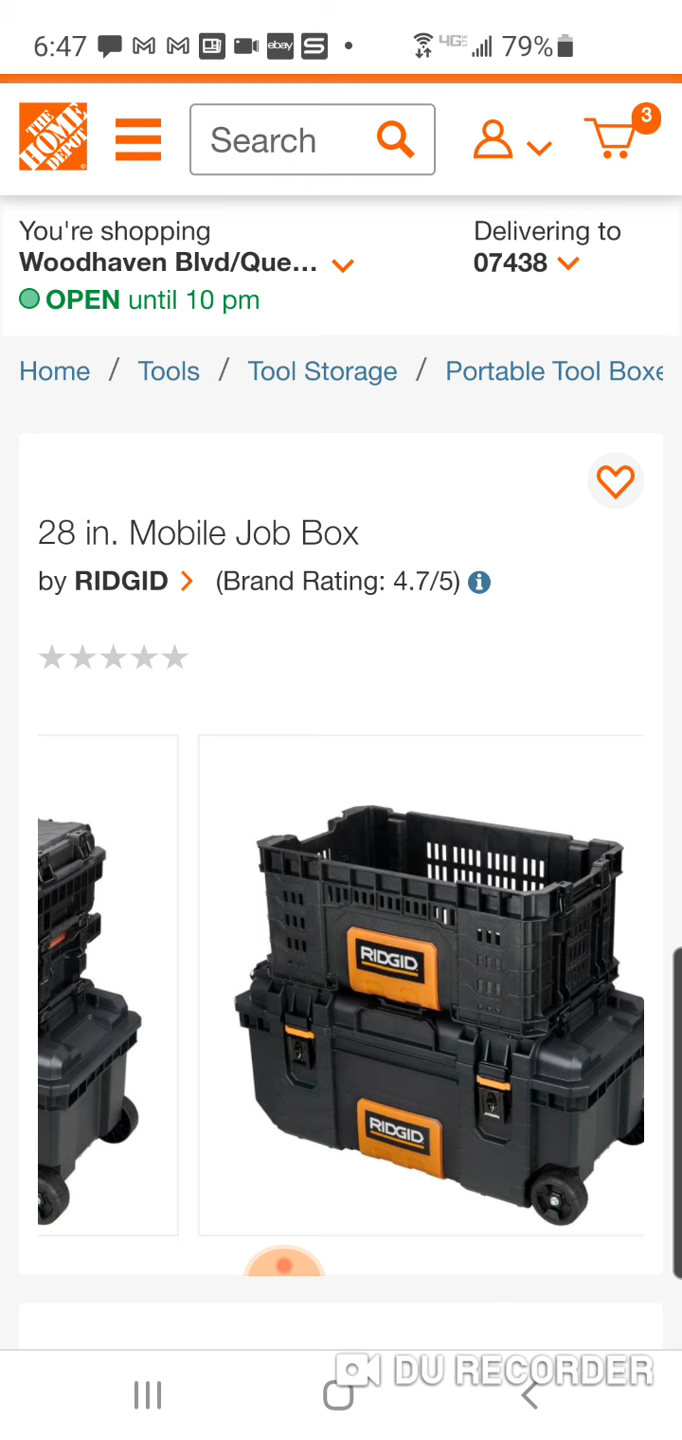 6:47 ebay S 4GE 79%
THE HOME DEPOT
Search 3
You're shopping Delivering to
Woodhaven Blvd/Que... 07438
OPEN until 10 pm
Home / Tools / Tool Storage / Portable Tool Boxe
28 in. Mobile Job Box
by RIDGID > (Brand Rating: 4.7/5) i
RIDGID
RIDGID
DU RECORDER